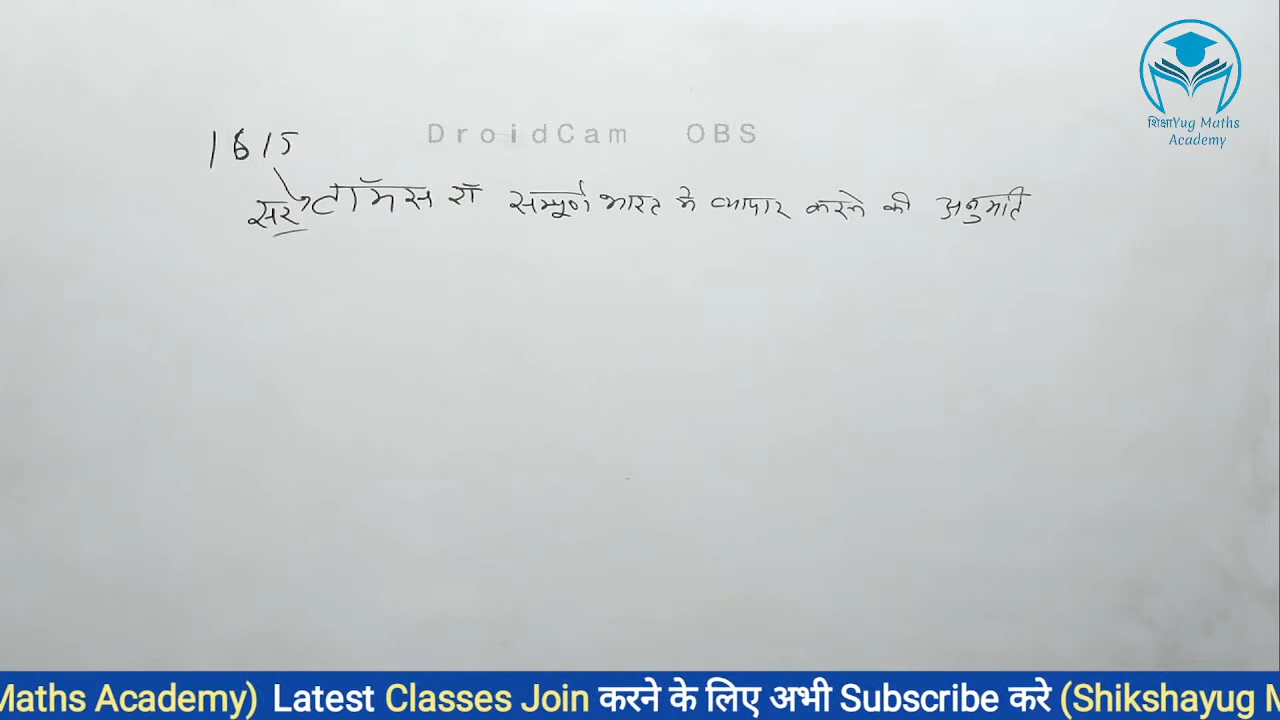 शिक्षाYug Maths
Academy
DroidCam OBS
1615
सर टॉमस रॉ सम्पूर्ण भारत मे व्यापार करने की अनुमति
Maths Academy) Latest Classes Join करने के लिए अभी Subscribe करे (Shikshayug M